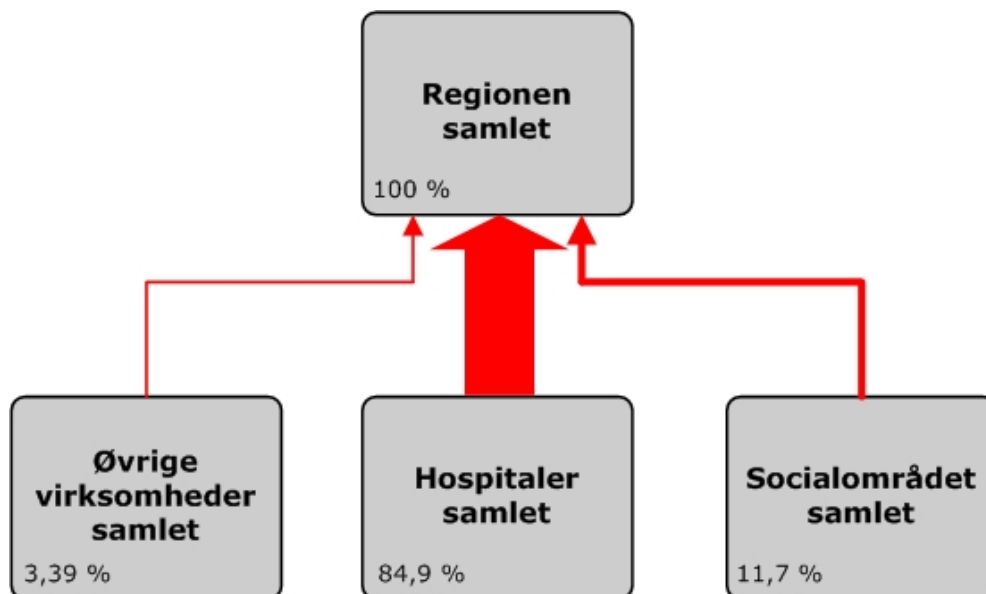 Regionen
samlet
100 %
Øvrige
virksomheder
samlet
3,39 %
Hospitaler
samlet
84,9 %
Socialområdet
samlet
11,7 %